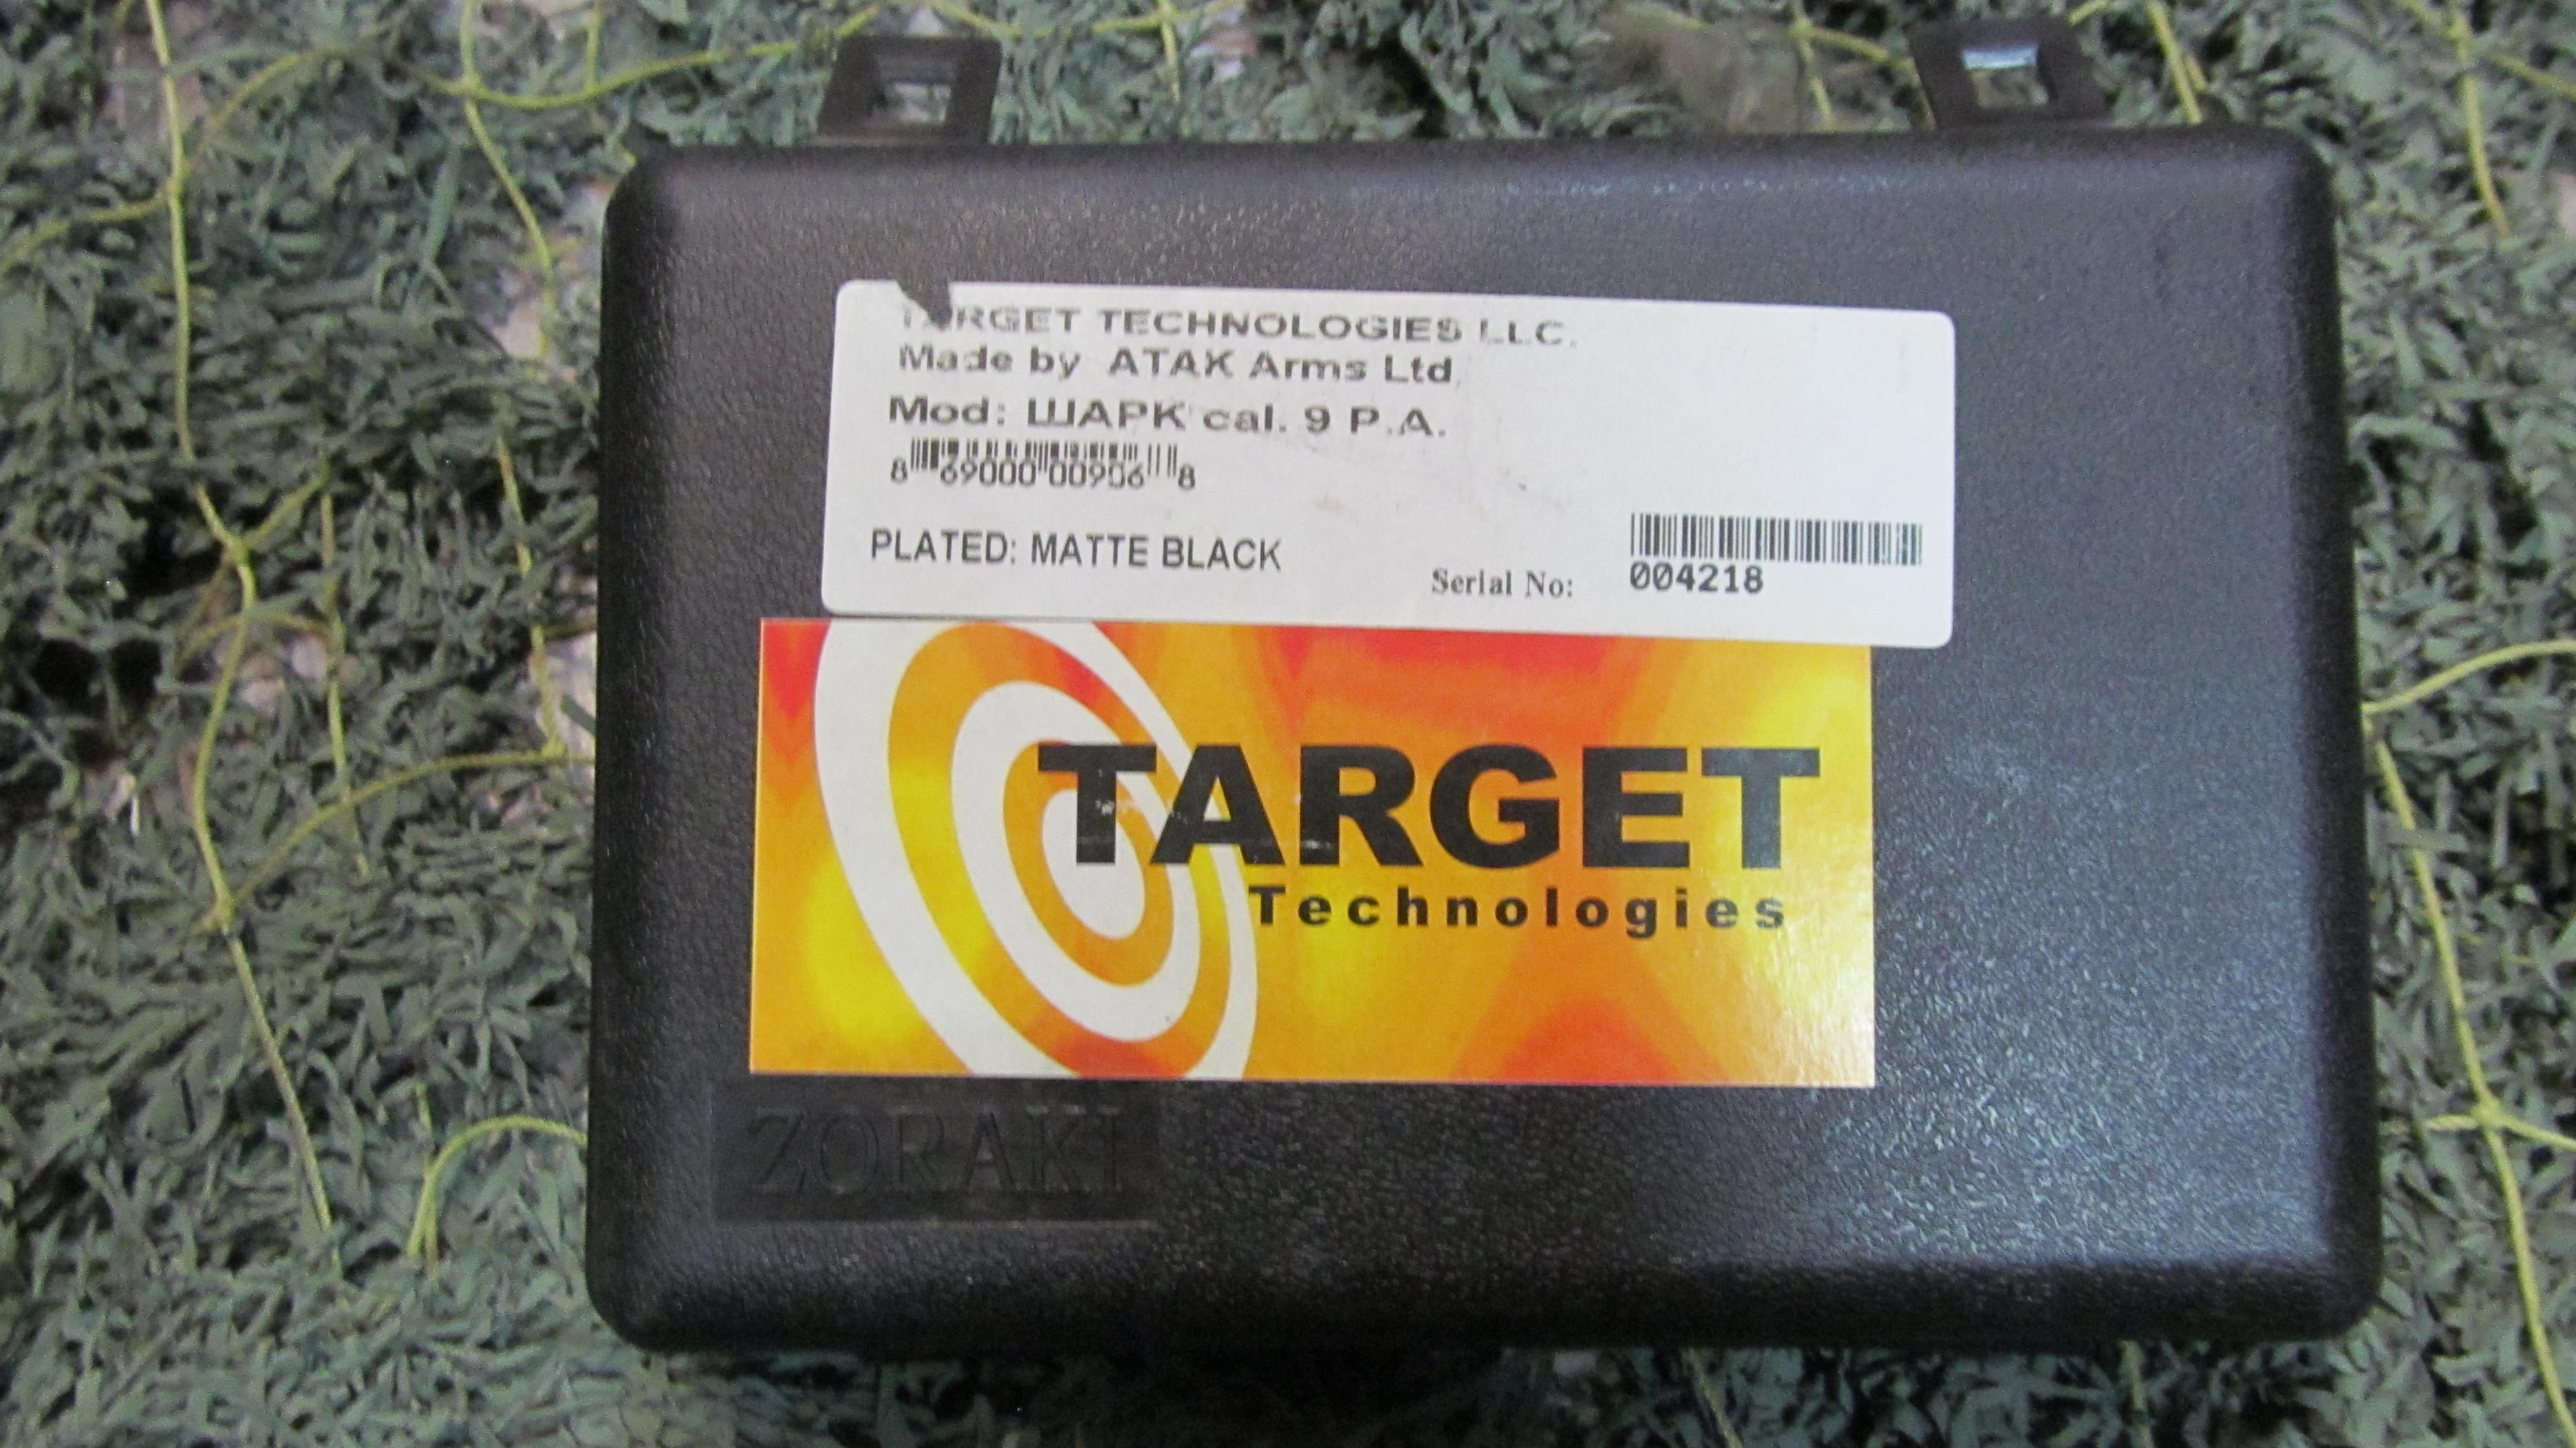 TARGET TECHNOLOGIES LLC.
Made by ATAK Arms Ltd
Mod: ШАРК cal. 9 P.A.
8 69000 00906 8
PLATED: MATTE BLACK
Serial No: 004218
TARGET
Technologies
ZORAKI